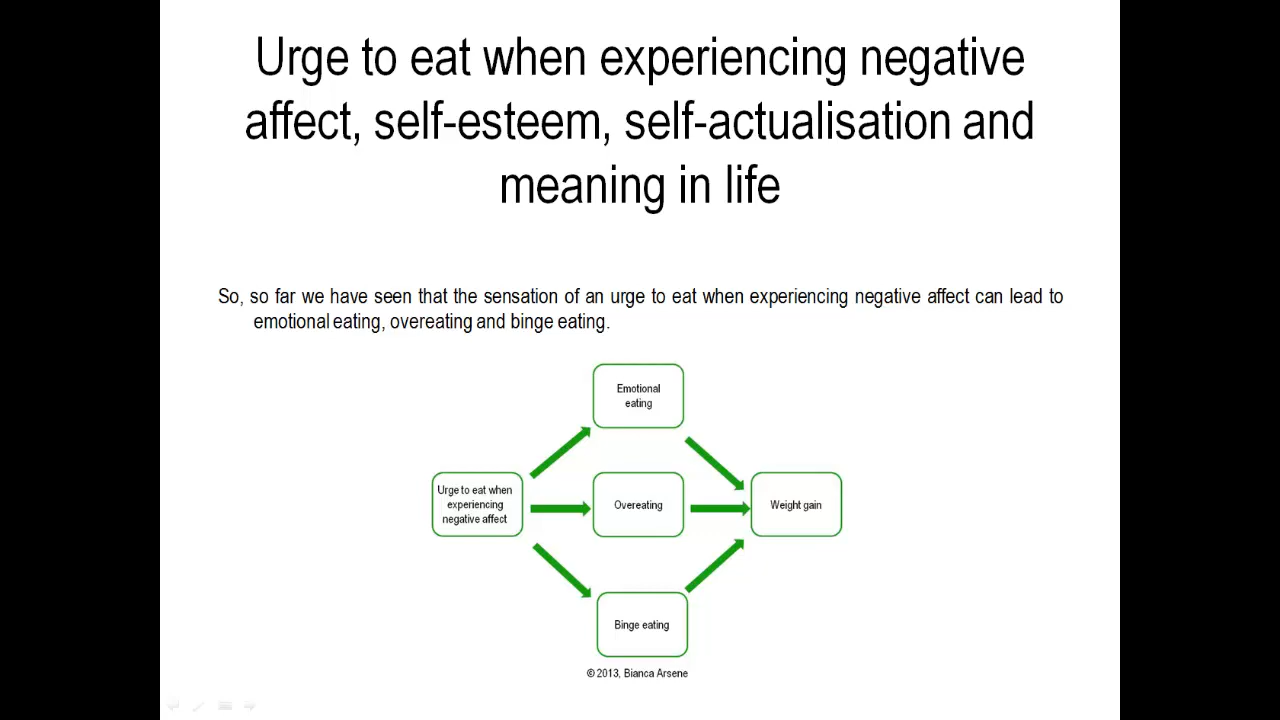 Urge to eat when experiencing negative
affect, self-esteem, self-actualisation and
meaning in life
So, so far we have seen that the sensation of an urge to eat when experiencing negative affect can lead to
emotional eating, overeating and binge eating.
Emotional
eating
Urge to eat when
experiencing
negative affect
Overeating
Weight gain
Binge eating
© 2013, Bianca Arsene